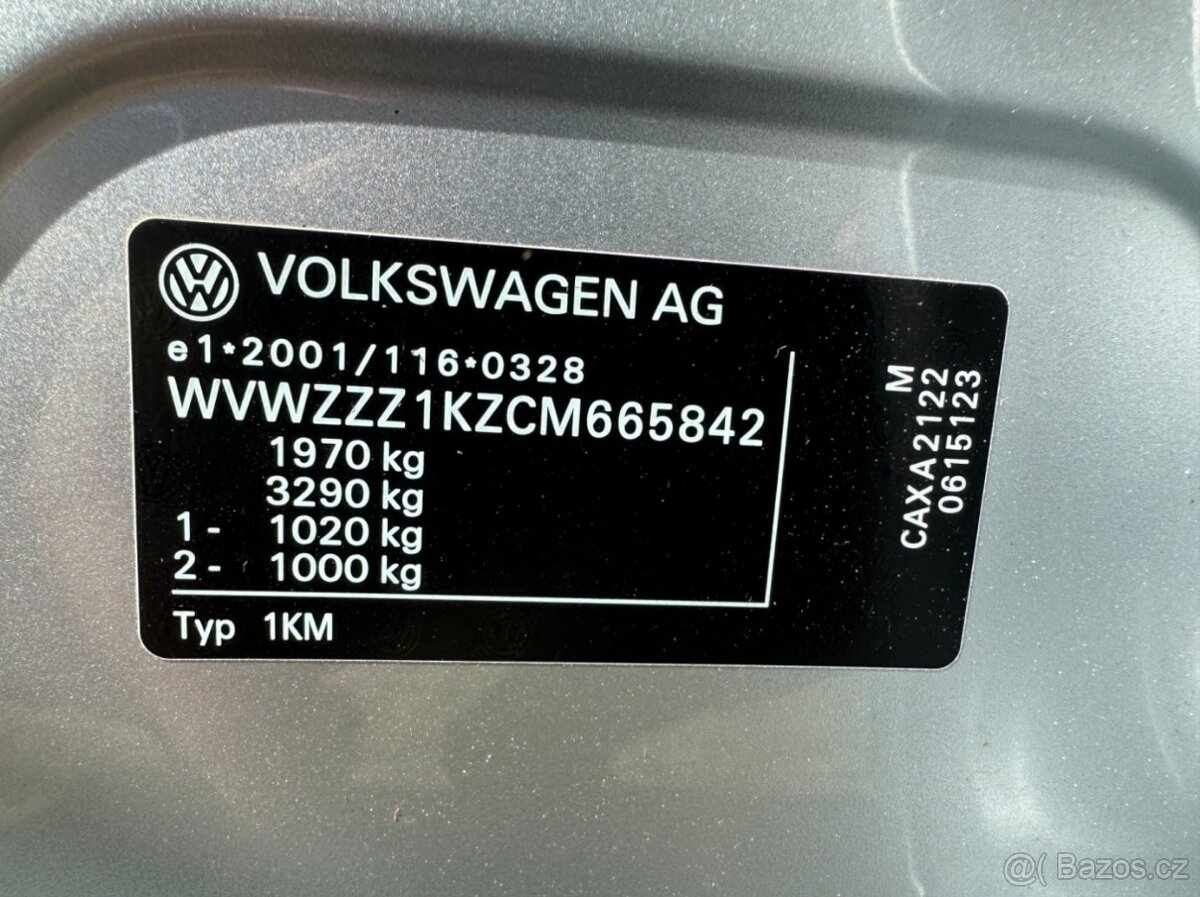 VOLKSWAGEN AG
e1*2001/116*0328
WVWZZZ1KZCM665842
1970 kg
3290 kg
1- 1020 kg
2- 1000 kg
Typ 1KM
M
CAXA2122
0615123
@( Bazos.cz